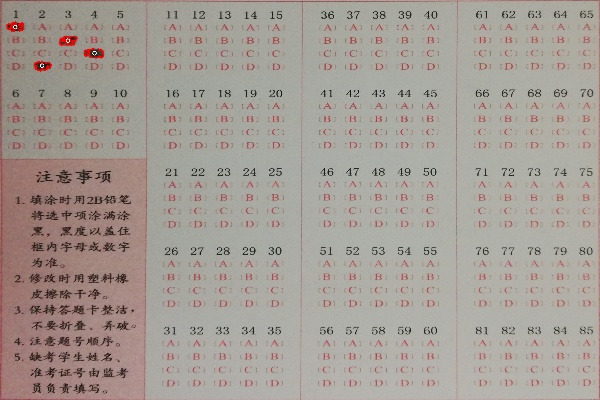 1 2 3 4 5
[A] [A] [A] [A]
[B] [B] [B] [B]
[C] [C] [C] [C]
[D] [D] [D] [D]
6 7 8 9 10
[A] [A] [A] [A] [A]
[B] [B] [B] [B] [B]
[C] [C] [C] [C] [C]
[D] [D] [D] [D] [D]
注意事项
1. 填涂时用2B铅笔
将选中项涂满涂
黑，黑度以盖住
框内字母或数字
为准。
2. 修改时用塑料橡
皮擦除干净。
3. 保持答题卡整洁，
不要折叠、弄破。
4. 注意题号顺序。
5. 缺考学生姓名、
准考证号由监考
员负责填写。
11 12 13 14 15
[A] [A] [A] [A] [A]
[B] [B] [B] [B] [B]
[C] [C] [C] [C] [C]
[D] [D] [D] [D] [D]
16 17 18 19 20
[A] [A] [A] [A] [A]
[B] [B] [B] [B] [B]
[C] [C] [C] [C] [C]
[D] [D] [D] [D] [D]
21 22 23 24 25
[A] [A] [A] [A] [A]
[B] [B] [B] [B] [B]
[C] [C] [C] [C] [C]
[D] [D] [D] [D] [D]
26 27 28 29 30
[A] [A] [A] [A] [A]
[B] [B] [B] [B] [B]
[C] [C] [C] [C] [C]
[D] [D] [D] [D] [D]
31 32 33 34 35
[A] [A] [A] [A] [A]
[B] [B] [B] [B] [B]
[C] [C] [C] [C] [C]
[D] [D] [D] [D] [D]
36 37 38 39 40
[A] [A] [A] [A] [A]
[B] [B] [B] [B] [B]
[C] [C] [C] [C] [C]
[D] [D] [D] [D] [D]
41 42 43 44 45
[A] [A] [A] [A] [A]
[B] [B] [B] [B] [B]
[C] [C] [C] [C] [C]
[D] [D] [D] [D] [D]
46 47 48 49 50
[A] [A] [A] [A] [A]
[B] [B] [B] [B] [B]
[C] [C] [C] [C] [C]
[D] [D] [D] [D] [D]
51 52 53 54 55
[A] [A] [A] [A] [A]
[B] [B] [B] [B] [B]
[C] [C] [C] [C] [C]
[D] [D] [D] [D] [D]
56 57 58 59 60
[A] [A] [A] [A] [A]
[B] [B] [B] [B] [B]
[C] [C] [C] [C] [C]
[D] [D] [D] [D] [D]
61 62 63 64 65
[A] [A] [A] [A] [A]
[B] [B] [B] [B] [B]
[C] [C] [C] [C] [C]
[D] [D] [D] [D] [D]
66 67 68 69 70
[A] [A] [A] [A] [A]
[B] [B] [B] [B] [B]
[C] [C] [C] [C] [C]
[D] [D] [D] [D] [D]
71 72 73 74 75
[A] [A] [A] [A] [A]
[B] [B] [B] [B] [B]
[C] [C] [C] [C] [C]
[D] [D] [D] [D] [D]
76 77 78 79 80
[A] [A] [A] [A] [A]
[B] [B] [B] [B] [B]
[C] [C] [C] [C] [C]
[D] [D] [D] [D] [D]
81 82 83 84 85
[A] [A] [A] [A] [A]
[B] [B] [B] [B] [B]
[C] [C] [C] [C] [C]
[D] [D] [D] [D] [D]